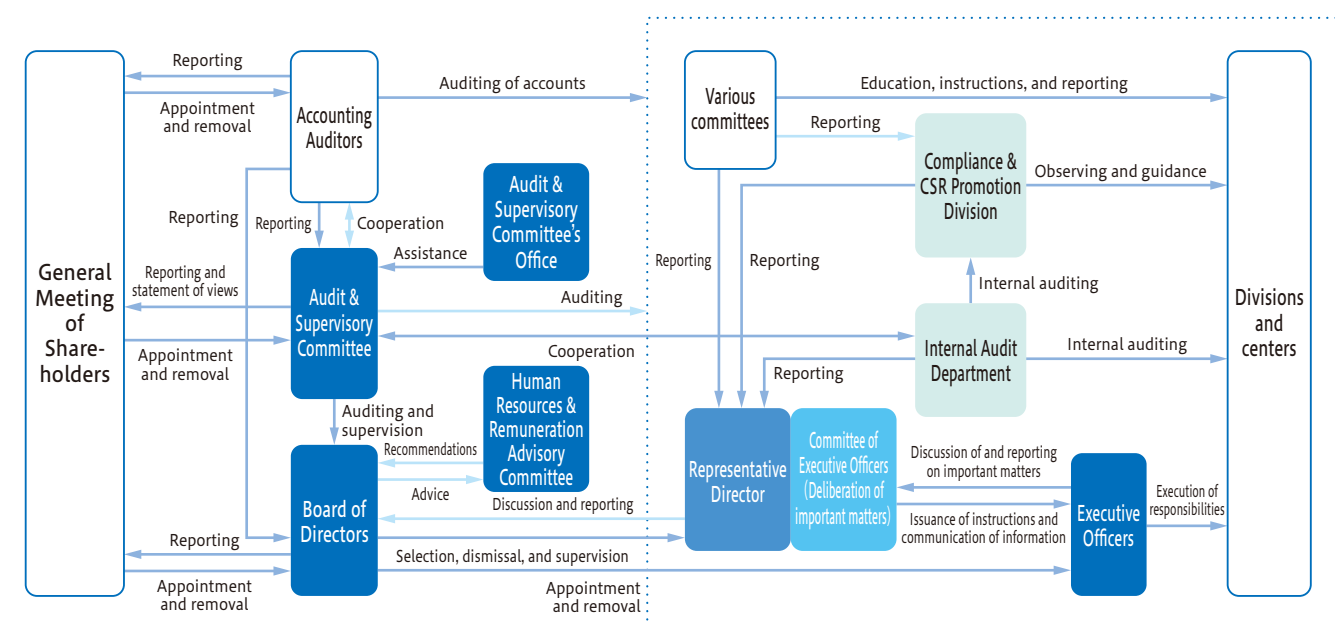 General
Meeting
of
Share-
holders
Reporting
Appointment
and removal
Accounting
Auditors
Auditing of accounts
Reporting
Reporting
Cooperation
Audit &
Supervisory
Committee's
Office
Assistance
Reporting and
statement of views
Audit &
Supervisory
Committee
Auditing
Appointment
and removal
Cooperation
Auditing and
supervision
Human
Resources &
Remuneration
Advisory
Committee
Recommendations
Advice
Board of
Directors
Discussion and reporting
Reporting
Selection, dismissal, and supervision
Appointment
and removal
Appointment
and removal
Various
committees
Education, instructions, and reporting
Reporting
Compliance &
CSR Promotion
Division
Observing and guidance
Reporting
Reporting
Internal auditing
Internal Audit
Department
Internal auditing
Reporting
Representative
Director
Committee of
Executive Officers
(Deliberation of
important matters)
Discussion of and reporting
on important matters
Issuance of instructions and
communication of information
Executive
Officers
Execution of
responsibilities
Divisions
and
centers